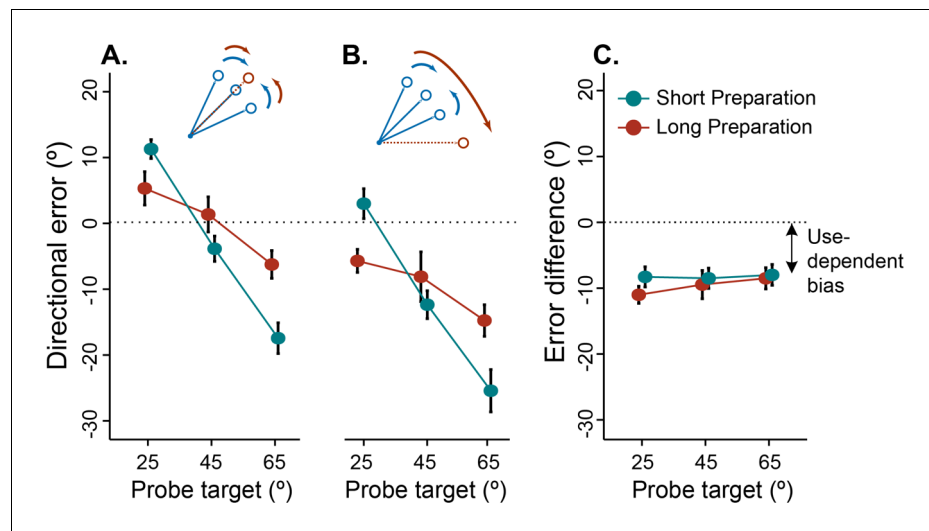 A.
B.
C.
Directional error (º)
20
10
0
-10
-20
-30
25 45 65
Probe target (º)
25 45 65
Probe target (º)
Error difference (º)
20
10
0
-10
-20
-30
Short Preparation
Long Preparation
Use-
dependent
bias
25 45 65
Probe target (º)